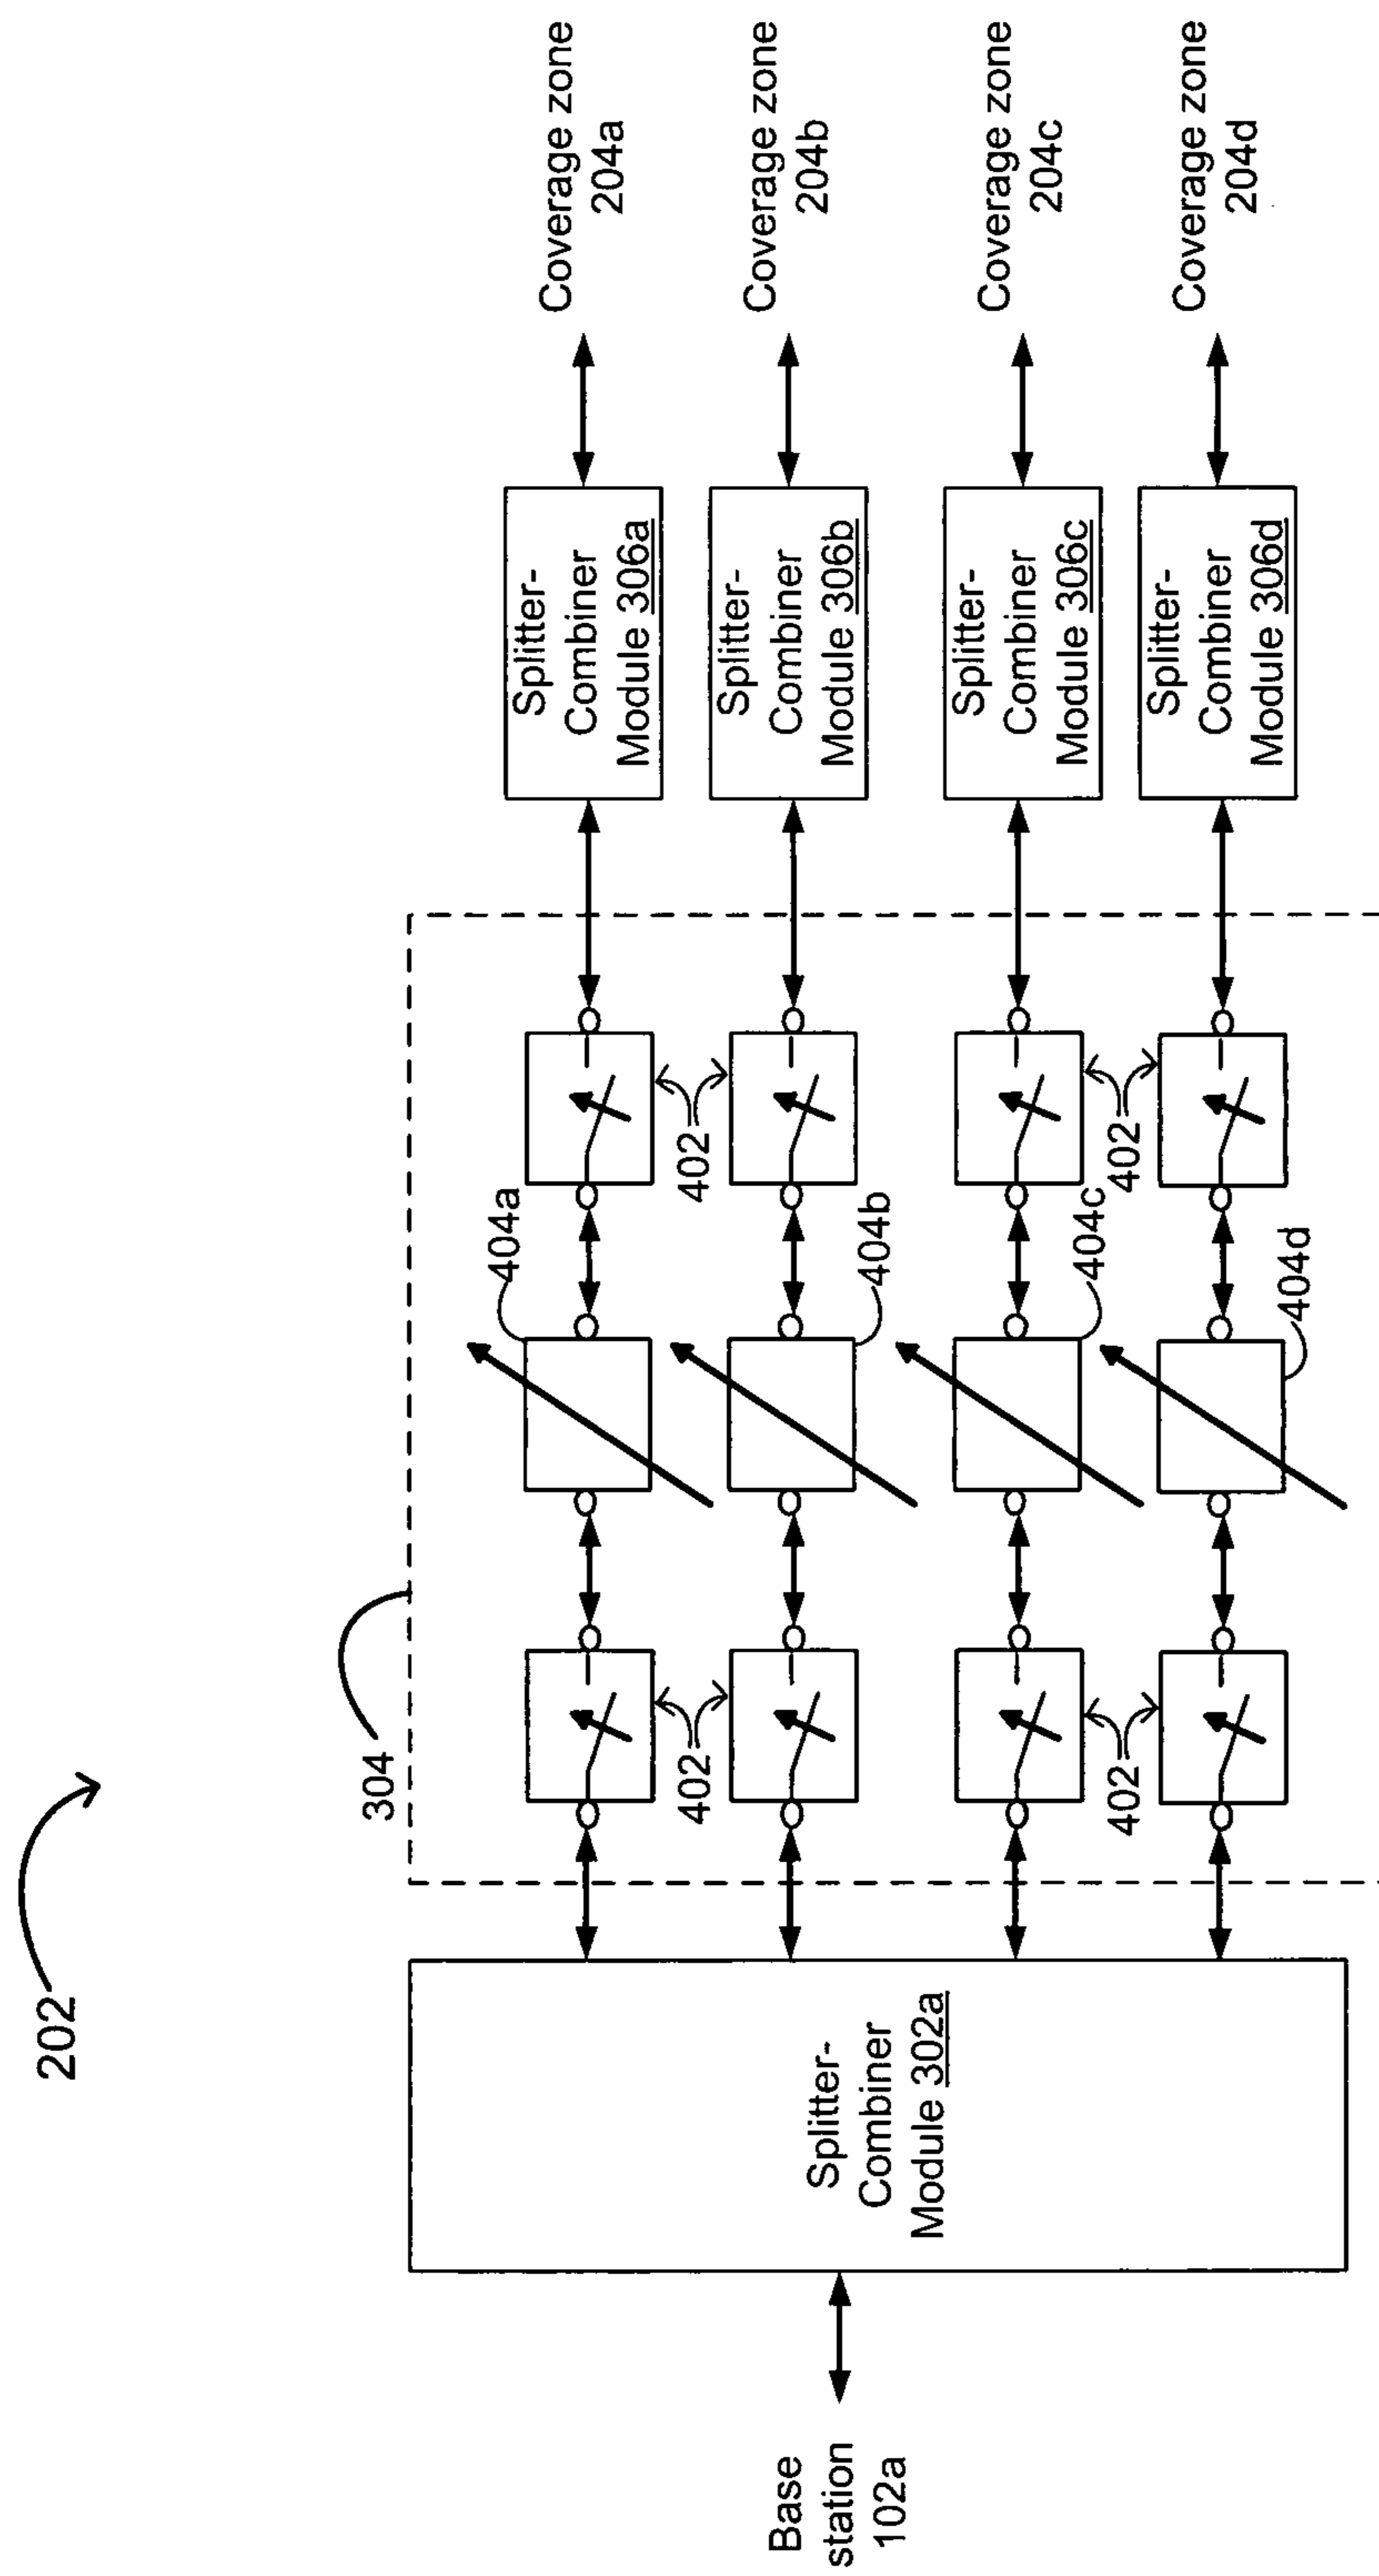 202
304
Base
station
102a
Splitter-
Combiner
Module 302a
402
402
404a
404b
404c
404d
402
402
Splitter-
Combiner
Module 306a
Splitter-
Combiner
Module 306b
Splitter-
Combiner
Module 306c
Splitter-
Combiner
Module 306d
Coverage zone
204a
Coverage zone
204b
Coverage zone
204c
Coverage zone
204d